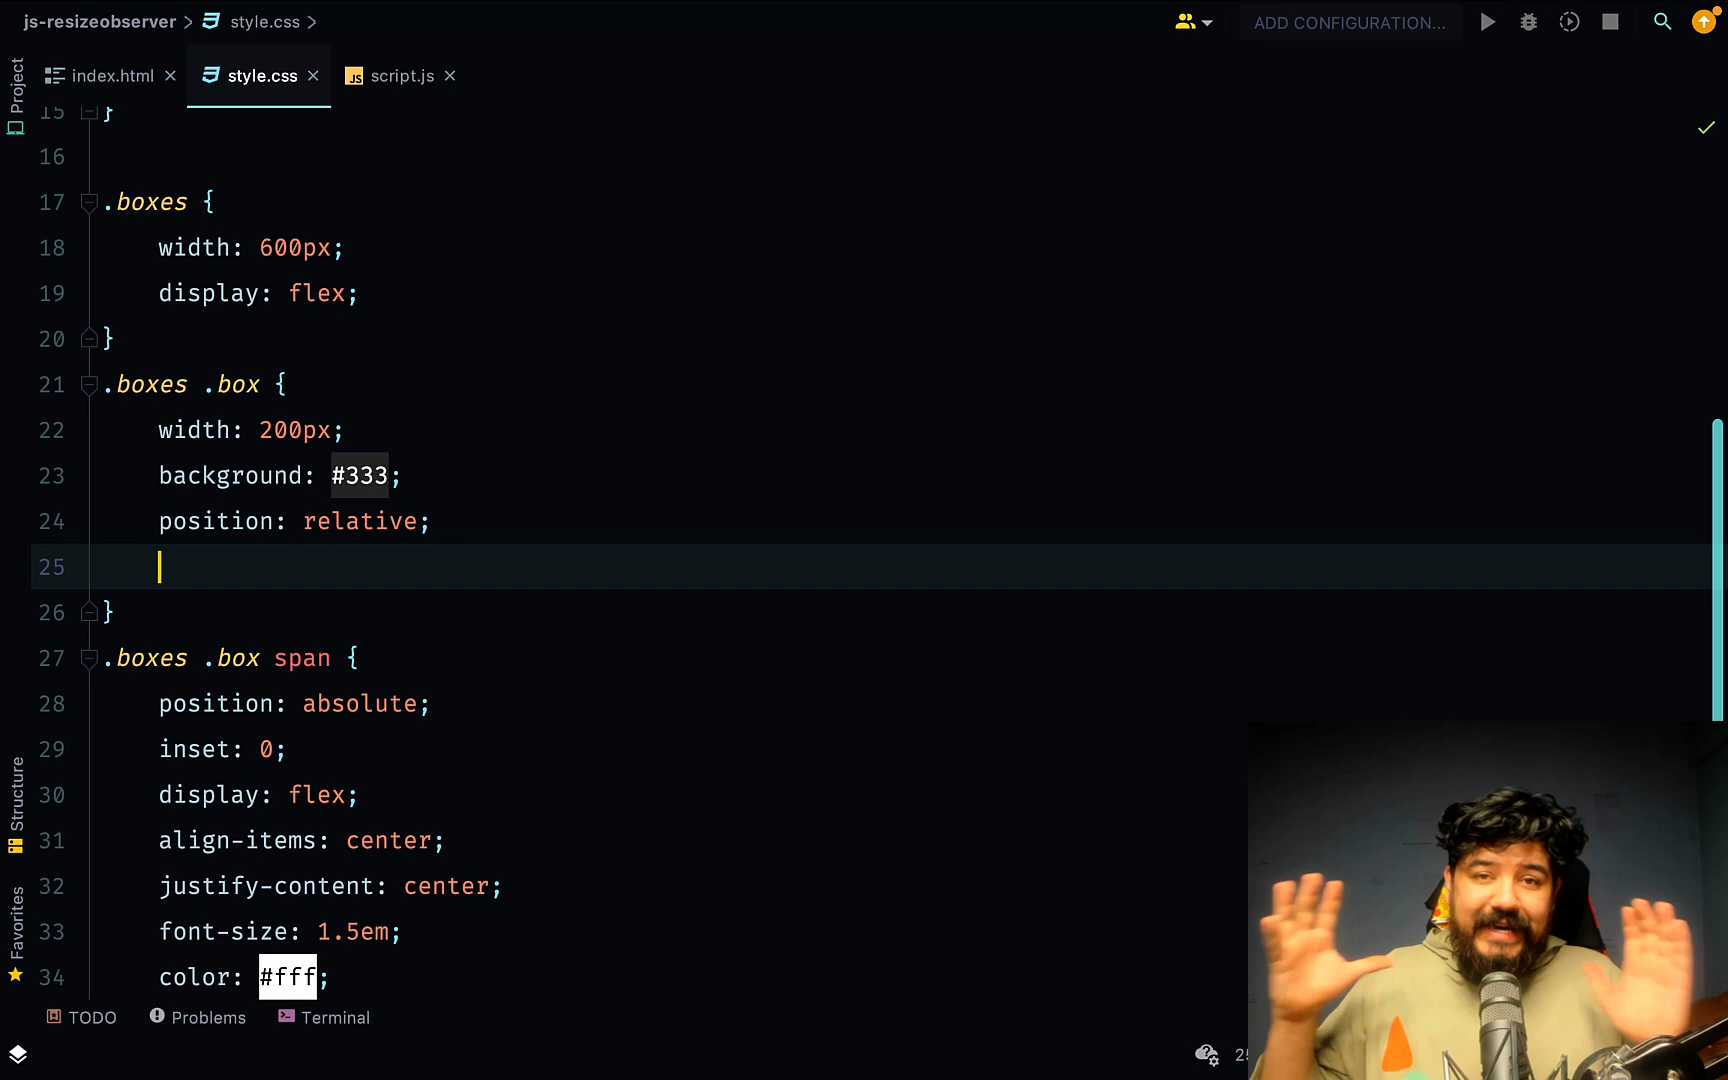 js-resizeobserver > style.css >
ADD CONFIGURATION...
Project
index.html × style.css × JS script.js ×
15 }
16
17 .boxes {
18 width: 600px;
19 display: flex;
20 }
21 .boxes .box {
22 width: 200px;
23 background: #333;
24 position: relative;
25
26 }
27 .boxes .box span {
28 position: absolute;
29 inset: 0;
30 display: flex;
31 align-items: center;
32 justify-content: center;
33 font-size: 1.5em;
34 color: #fff;
Structure
Favorites
TODO Problems Terminal